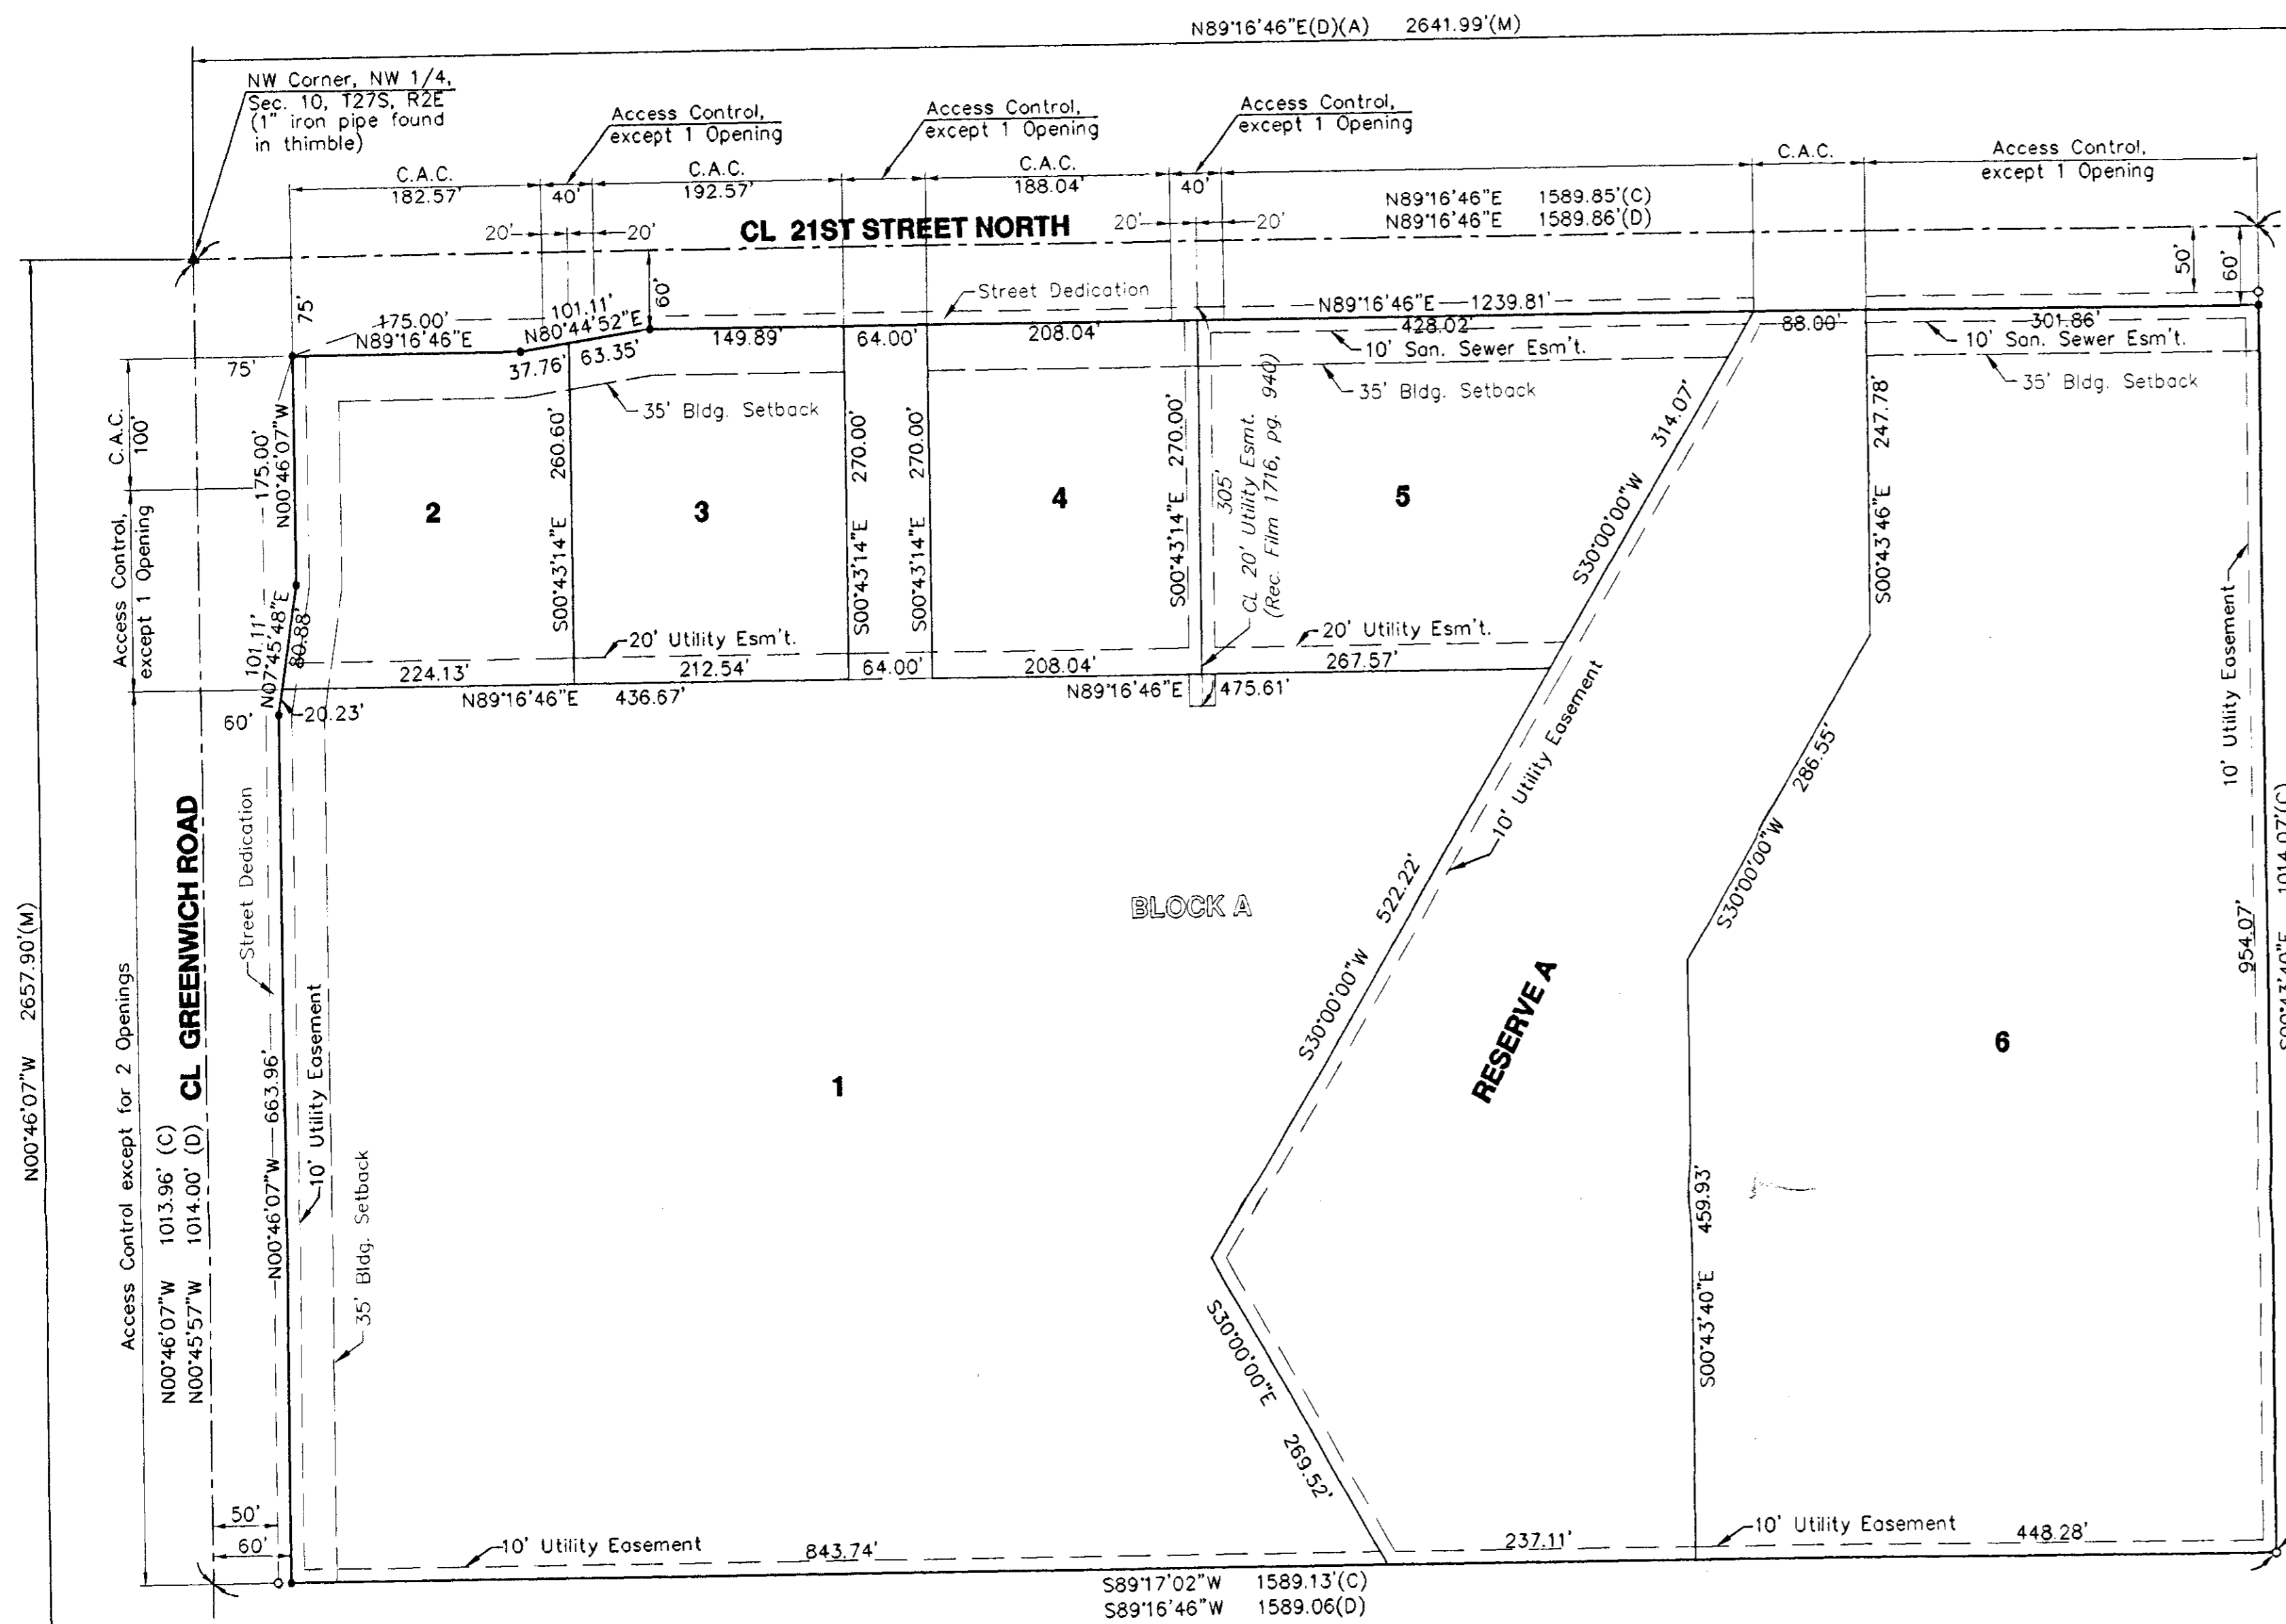 N89°16'46"E(D)(A) 2641.99'(M)
NW Corner, NW 1/4,
Sec. 10, T27S, R2E
(1" iron pipe found
in thimble)
Access Control,
except 1 Opening
Access Control,
except 1 Opening
Access Control,
except 1 Opening
C.A.C.
Access Control,
except 1 Opening
C.A.C.
182.57'
40'
C.A.C.
192.57'
C.A.C.
188.04'
40'
N89°16'46"E 1589.85'(C)
N89°16'46"E 1589.86'(D)
20'
20'
CL 21ST STREET NORTH
20'
20'
75'
60'
50'
60'
Street Dedication
N89°16'46"E 1239.81'
175.00'
N89°16'46"E
101.11'
N80°44'52"E
37.76'
63.35'
149.89'
64.00'
208.04'
428.02'
88.00'
301.86'
10' San. Sewer Esm't.
10' San. Sewer Esm't.
75'
35' Bldg. Setback
35' Bldg. Setback
35' Bldg. Setback
C.A.C.
100'
175.00'
N00°46'07"W
Access Control,
except 1 Opening
101.11'
N07°45'48"E
80.88'
2
S00°43'14"E 260.60'
3
S00°43'14"E 270.00'
S00°43'14"E 270.00'
4
S00°43'14"E 270.00'
305'
CL 20' Utility Esmt.
(Rec. Film 1716, pg. 940)
5
S30°00'00"W 314.07'
S00°43'46"E 247.78'
20' Utility Esm't.
20' Utility Esm't.
224.13'
212.54'
64.00'
208.04'
267.57'
N89°16'46"E 436.67'
N89°16'46"E 475.61'
60'
20.23'
10' Utility Easement
10' Utility Easement
S30°00'00"W 286.55'
N00°46'07"W 2657.90'(M)
Access Control except for 2 Openings
N00°46'07"W 1013.96' (C)
N00°45'57"W 1014.00' (D)
CL GREENWICH ROAD
Street Dedication
N00°46'07"W 663.96'
10' Utility Easement
35' Bldg. Setback
BLOCK A
1
S30°00'00"W 522.22'
RESERVE A
6
954.07'
S00°43'40"E 1014.07'(C)
S00°43'40"E 459.93'
S30°00'00"E 269.52'
50'
60'
10' Utility Easement
843.74'
237.11'
10' Utility Easement
448.28'
S89°17'02"W 1589.13'(C)
S89°16'46"W 1589.06(D)